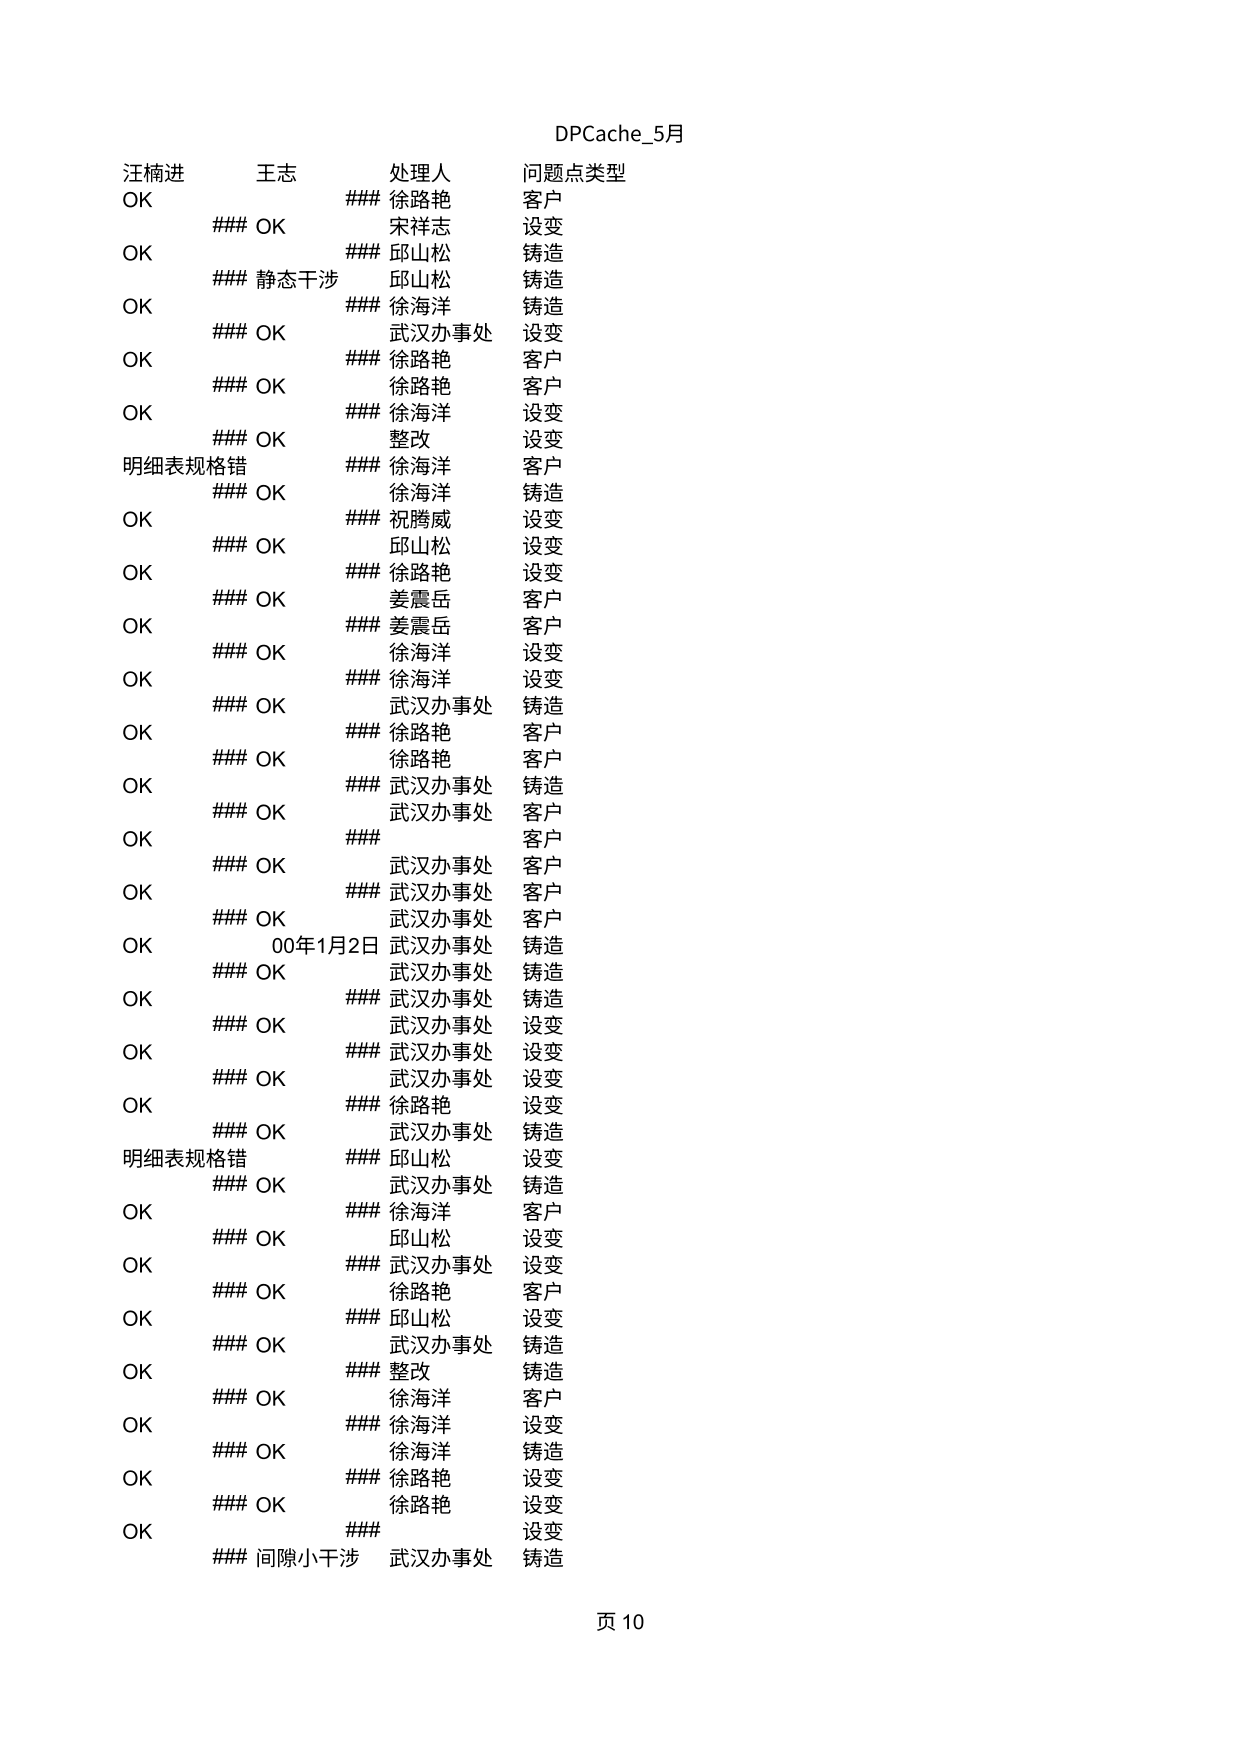 DPCache_5月
汪楠进 王志 处理人 问题点类型
OK ### 徐路艳 客户
### OK 宋祥志 设变
OK ### 邱山松 铸造
### 静态干涉 邱山松 铸造
OK ### 徐海洋 铸造
### OK 武汉办事处 设变
OK ### 徐路艳 客户
### OK 徐路艳 客户
OK ### 徐海洋 设变
### OK 整改 设变
明细表规格错 ### 徐海洋 客户
### OK 徐海洋 铸造
OK ### 祝腾威 设变
### OK 邱山松 设变
OK ### 徐路艳 设变
### OK 姜震岳 客户
OK ### 姜震岳 客户
### OK 徐海洋 设变
OK ### 徐海洋 设变
### OK 武汉办事处 铸造
OK ### 徐路艳 客户
### OK 徐路艳 客户
OK ### 武汉办事处 铸造
### OK 武汉办事处 客户
OK ### 客户
### OK 武汉办事处 客户
OK ### 武汉办事处 客户
### OK 武汉办事处 客户
OK 00年1月2日 武汉办事处 铸造
### OK 武汉办事处 铸造
OK ### 武汉办事处 铸造
### OK 武汉办事处 设变
OK ### 武汉办事处 设变
### OK 武汉办事处 设变
OK ### 徐路艳 设变
### OK 武汉办事处 铸造
明细表规格错 ### 邱山松 设变
### OK 武汉办事处 铸造
OK ### 徐海洋 客户
### OK 邱山松 设变
OK ### 武汉办事处 设变
### OK 徐路艳 客户
OK ### 邱山松 设变
### OK 武汉办事处 铸造
OK ### 整改 铸造
### OK 徐海洋 客户
OK ### 徐海洋 设变
### OK 徐海洋 铸造
OK ### 徐路艳 设变
### OK 徐路艳 设变
OK ### 设变
### 间隙小干涉 武汉办事处 铸造
页 10